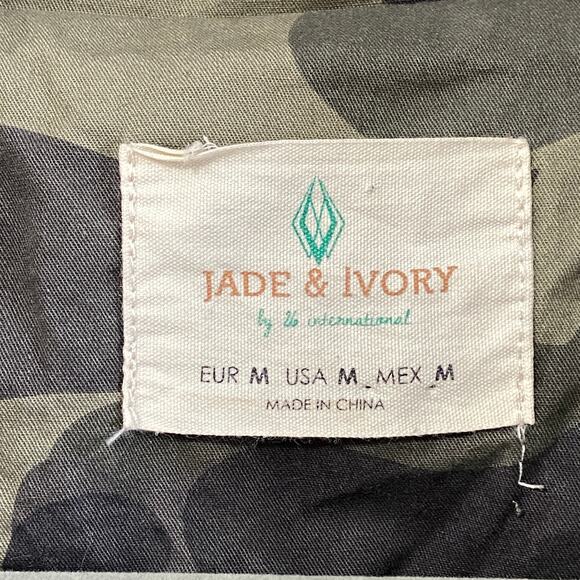 JADE & IVORY
by 26 international
EUR M USA M MEX M
MADE IN CHINA